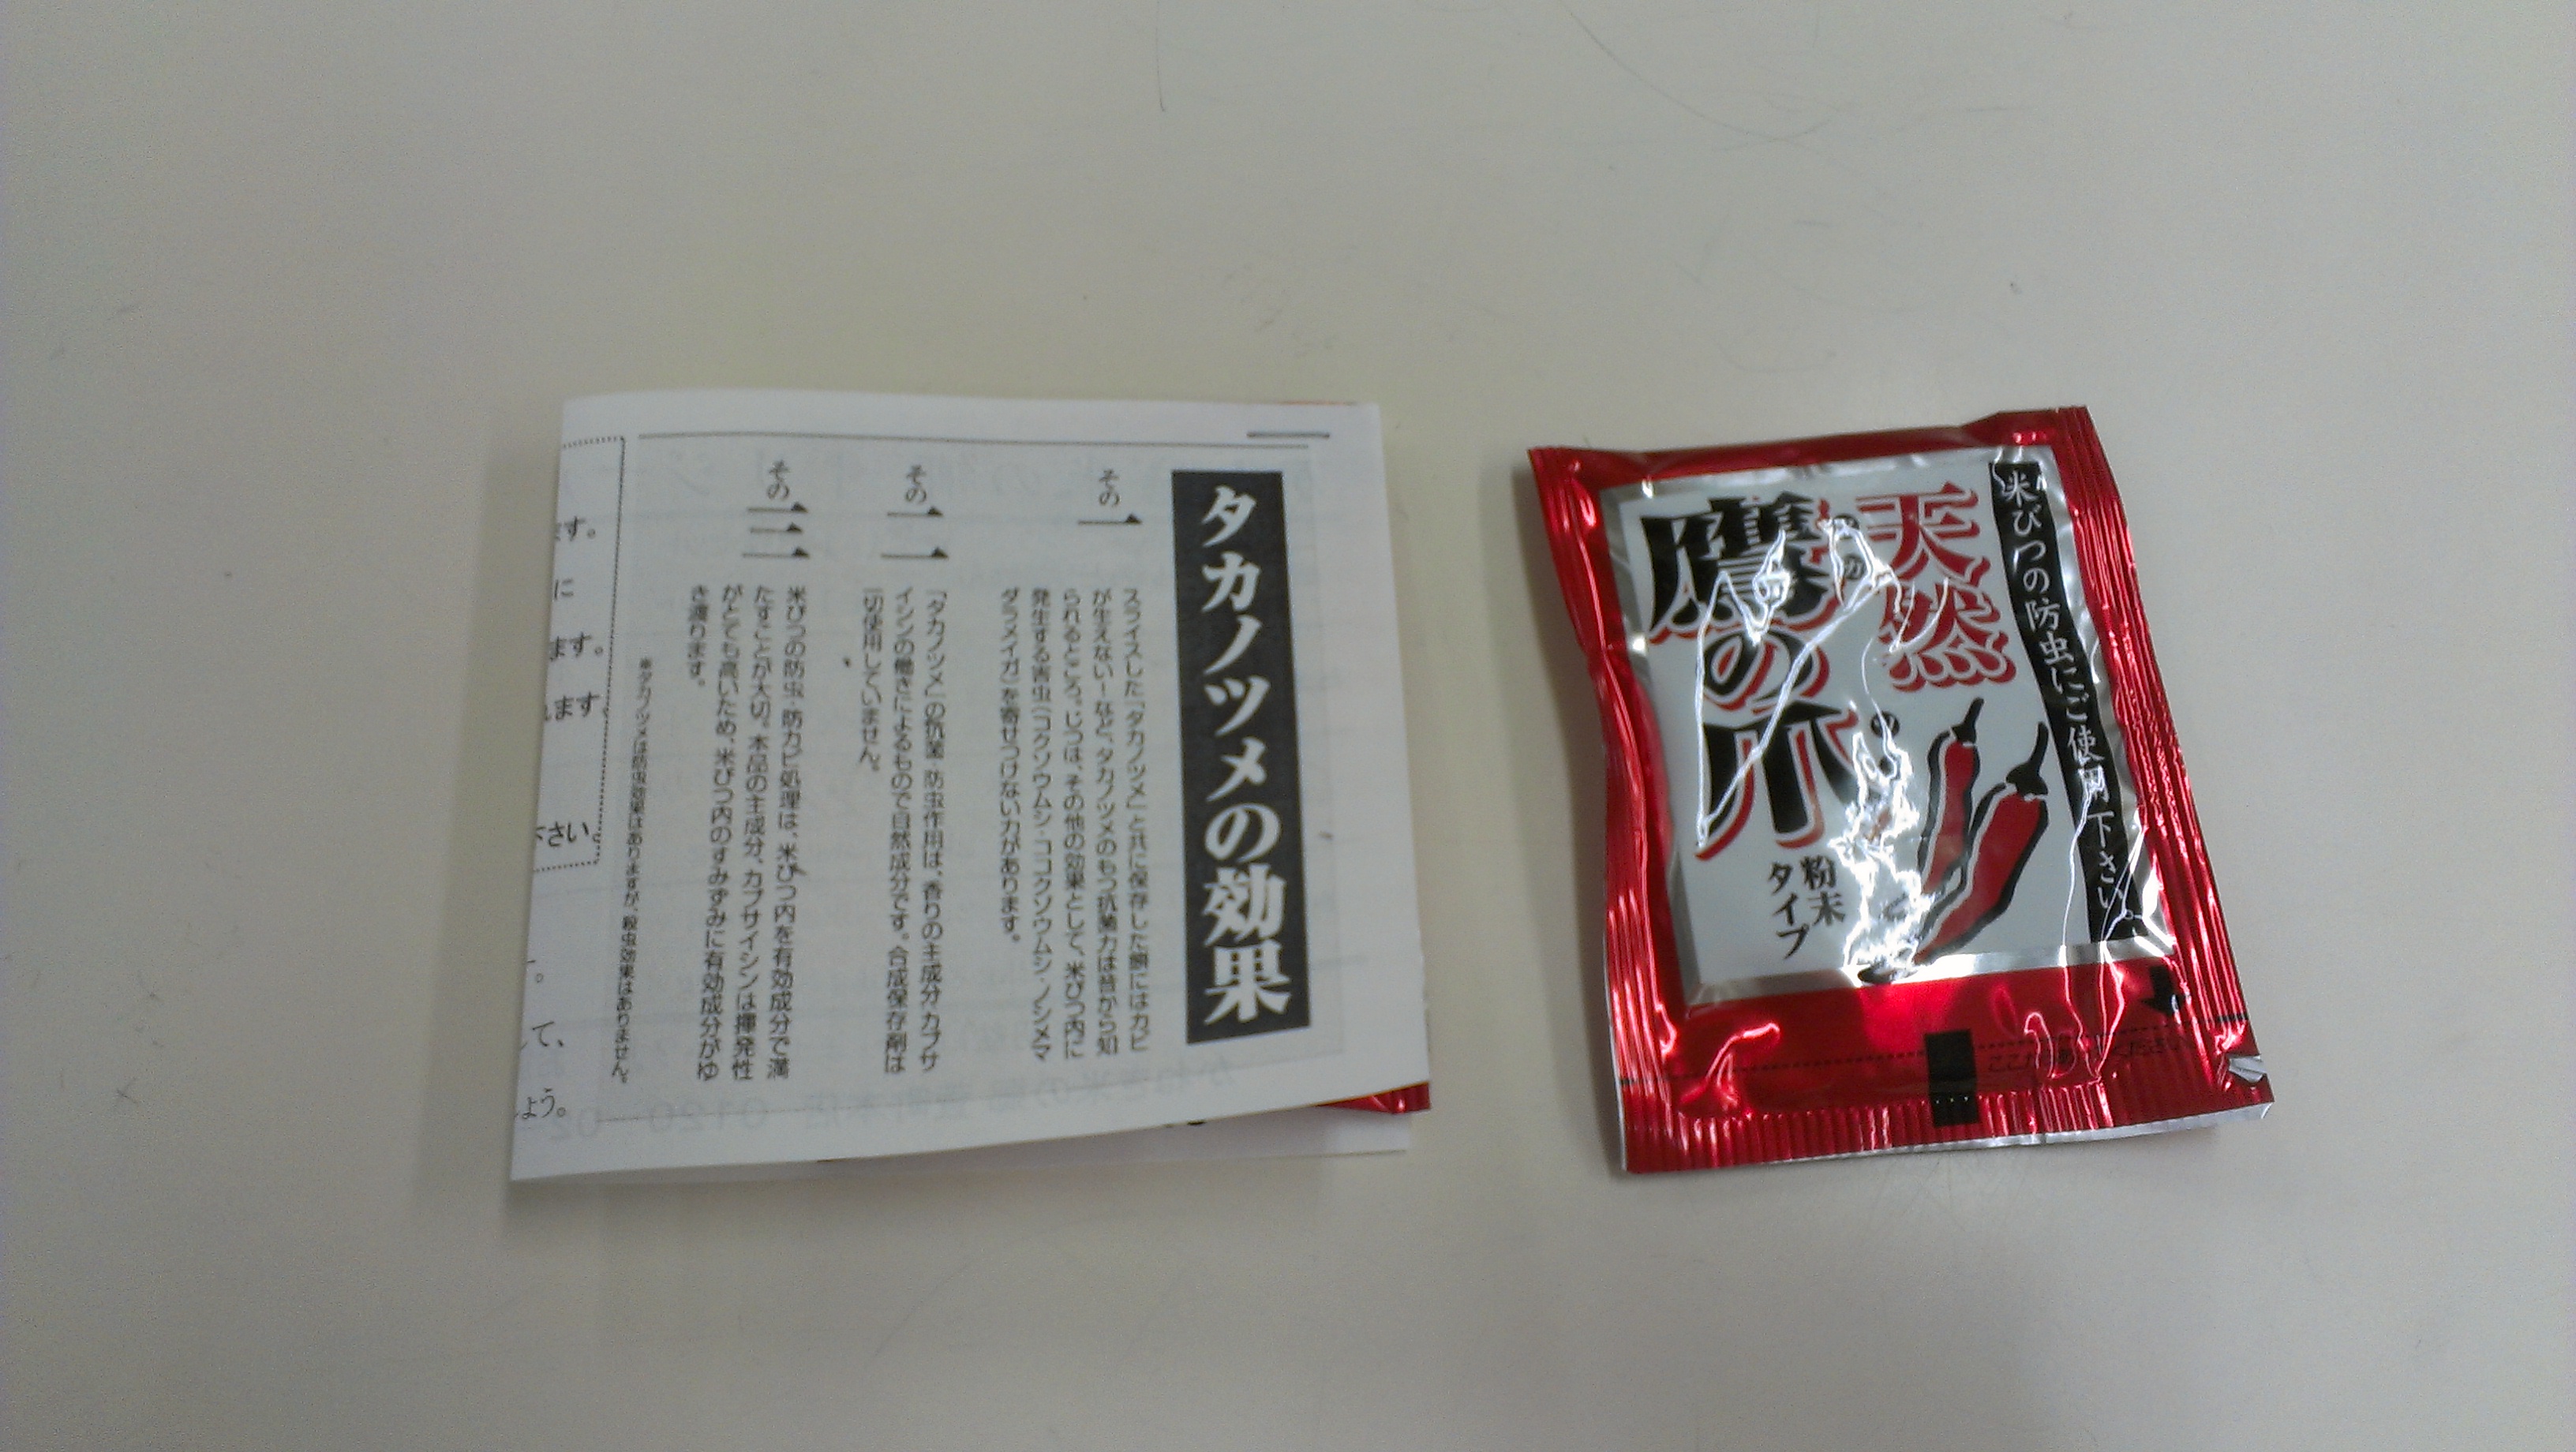 タカノツメの効果
その一
スライスした「タカノツメ」と共に保存した餅にはカビ
が生えない―など、タカノツメのもつ抗菌力は昔から知
られるところ。じつは、その他の効果として、米びつ内に
発生する害虫(コクゾウムシ・ココクゾウムシ・ノシメマ
ダラメイガ)を寄せつけない力があります。
その二
「タカノツメ」の抗菌・防虫作用は、香りの主成分・カプサ
イシンの働きによるもので自然成分です。合成保存剤は
一切使用していません。
その三
米びつの防虫・防カビ処理は、米びつ内を有効成分で満
たすことが大切。本品の主成分、カプサイシンは揮発性
がとても高いため、米びつ内のすみずみに有効成分がゆ
き渡ります。
※タカノツメは防虫効果はありますが、殺虫効果はありません。
ます。
に
ます。
ます
下さい
。
て、
ょう。
米びつの防虫にご使用下さい。
天然
鷹の爪
粉末
タイプ